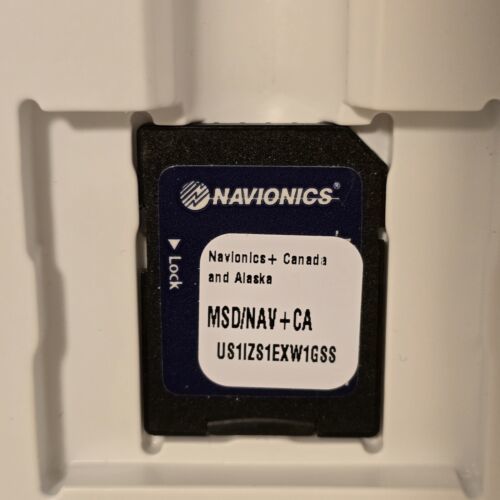 NAVIONICS®
Lock
Navionics+ Canada
and Alaska
MSD/NAV+CA
US1IZS1EXW1GSS